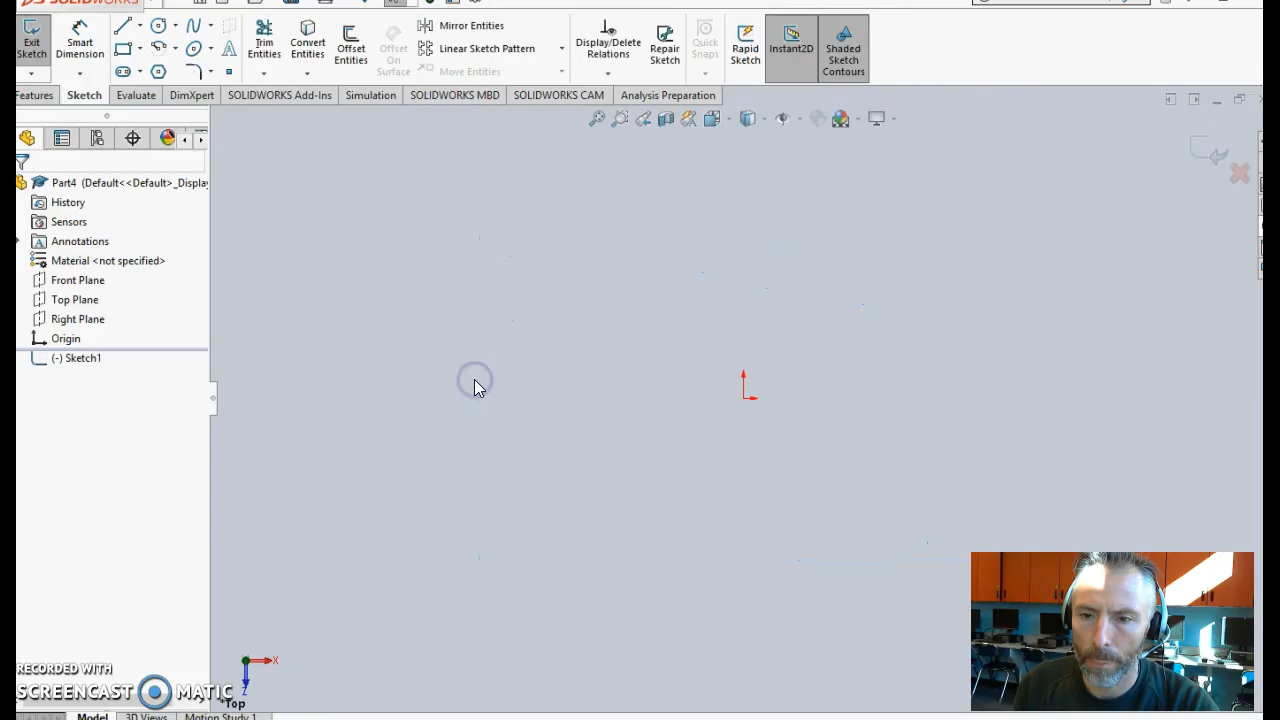 SOLIDWORKS
Exit Sketch
Smart Dimension
Trim Entities
Convert Entities
Offset Entities
Offset On Surface
Mirror Entities
Linear Sketch Pattern
Move Entities
Display/Delete Relations
Repair Sketch
Quick Snaps
Rapid Sketch
Instant2D
Shaded Sketch Contours
Features
Sketch
Evaluate
DimXpert
SOLIDWORKS Add-Ins
Simulation
SOLIDWORKS MBD
SOLIDWORKS CAM
Analysis Preparation
Part4 (Default<<Default>_Display
History
Sensors
Annotations
Material <not specified>
Front Plane
Top Plane
Right Plane
Origin
(-) Sketch1
X
Z
*Top
RECORDED WITH
SCREENCAST MATIC
Model
3D Views
Motion Study 1